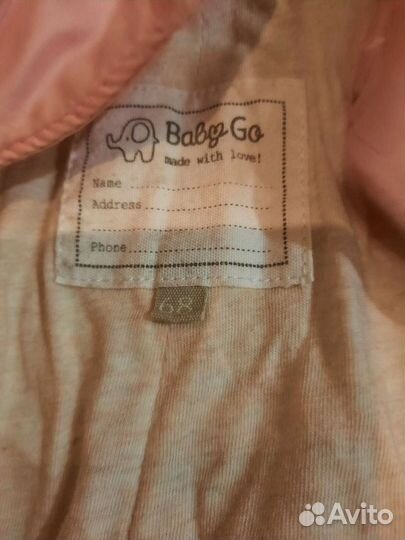 Baby Go
made with love!
Name
Address
Phone
68
Avito